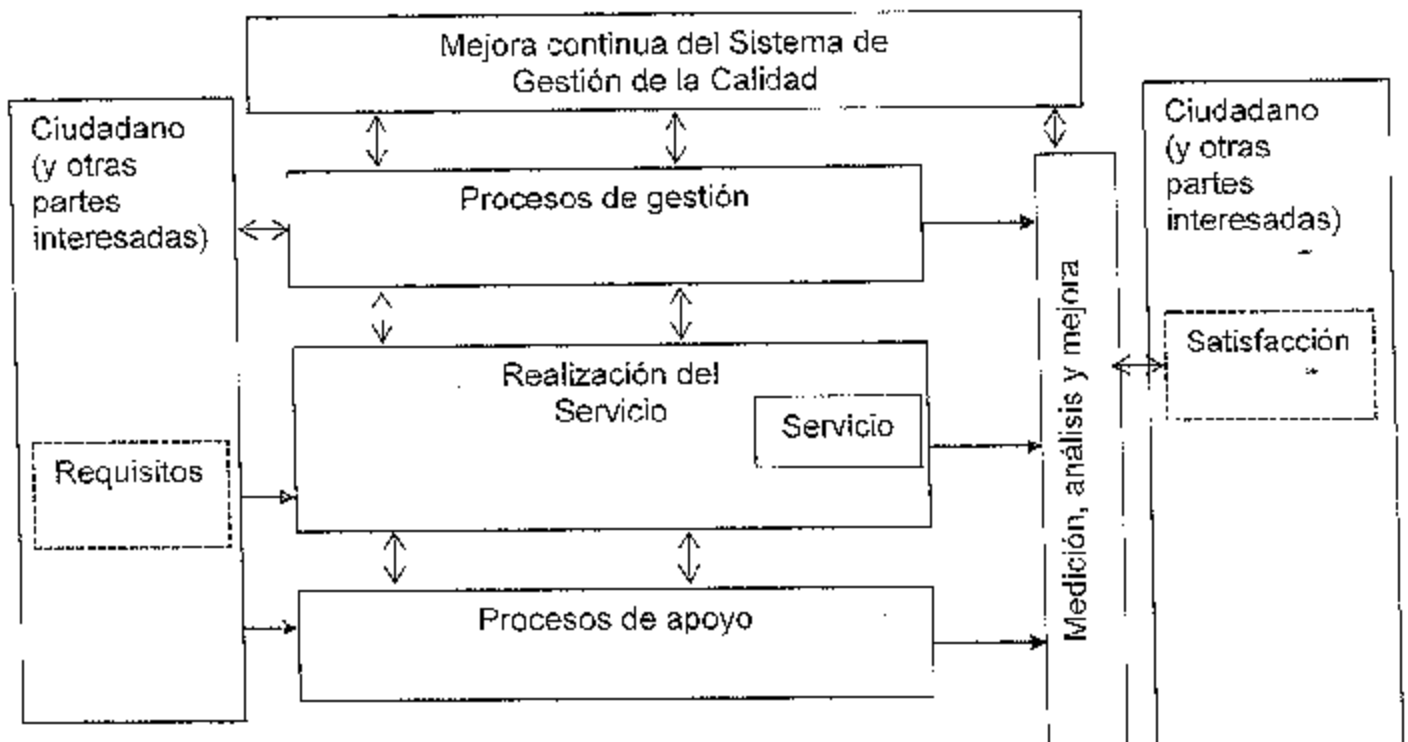 Mejora continua del Sistema de
Gestión de la Calidad
Ciudadano
(y otras
partes
interesadas)
Requisitos
Procesos de gestión
Realización del
Servicio
Servicio
Procesos de apoyo
Medición, análisis y mejora
Ciudadano
(y otras
partes
interesadas)
Satisfacción